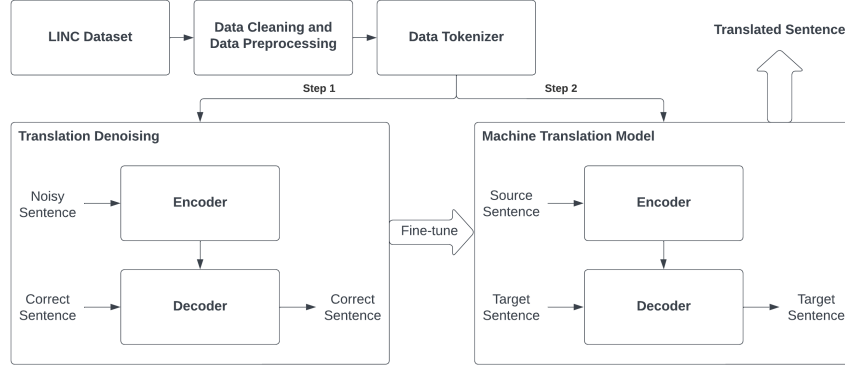 LINC Dataset
Data Cleaning and
Data Preprocessing
Data Tokenizer
Translated Sentence
Step 1
Step 2
Translation Denoising
Noisy
Sentence
Encoder
Correct
Sentence
Decoder
Correct
Sentence
Fine-tune
Machine Translation Model
Source
Sentence
Encoder
Target
Sentence
Decoder
Target
Sentence